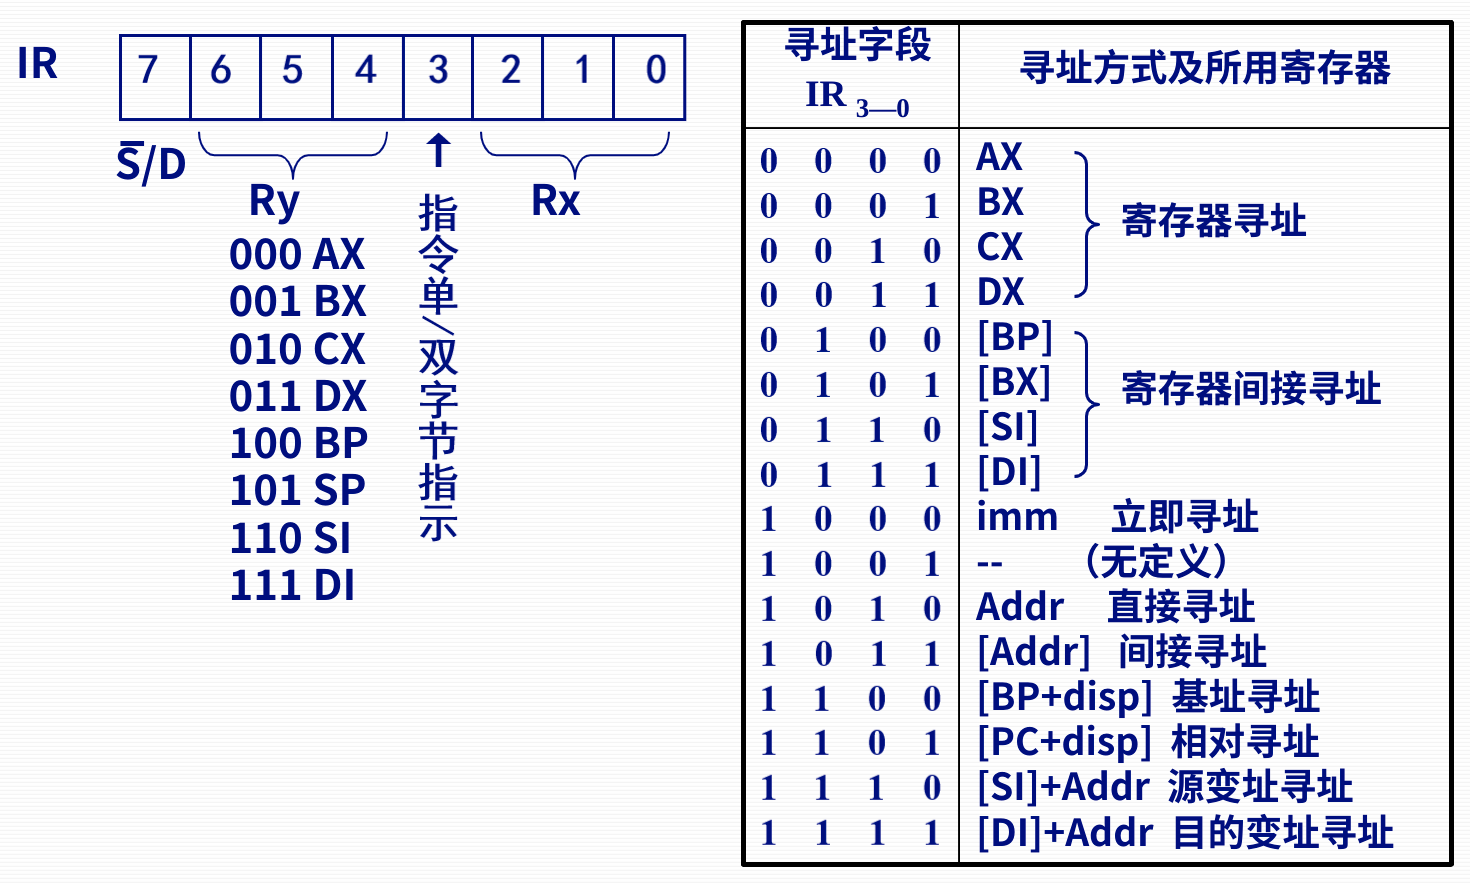 IR
7 6 5 4 3 2 1 0
S̅/D
Ry
Rx
000 AX
001 BX
010 CX
011 DX
100 BP
101 SP
110 SI
111 DI
指令单/双字节指示
寻址字段
IR 3—0
寻址方式及所用寄存器
0 0 0 0 AX
0 0 0 1 BX
寄存器寻址
0 0 1 0 CX
0 0 1 1 DX
0 1 0 0 [BP]
0 1 0 1 [BX]
寄存器间接寻址
0 1 1 0 [SI]
0 1 1 1 [DI]
1 0 0 0 imm 立即寻址
1 0 0 1 -- （无定义）
1 0 1 0 Addr 直接寻址
1 0 1 1 [Addr] 间接寻址
1 1 0 0 [BP+disp] 基址寻址
1 1 0 1 [PC+disp] 相对寻址
1 1 1 0 [SI]+Addr 源变址寻址
1 1 1 1 [DI]+Addr 目的变址寻址